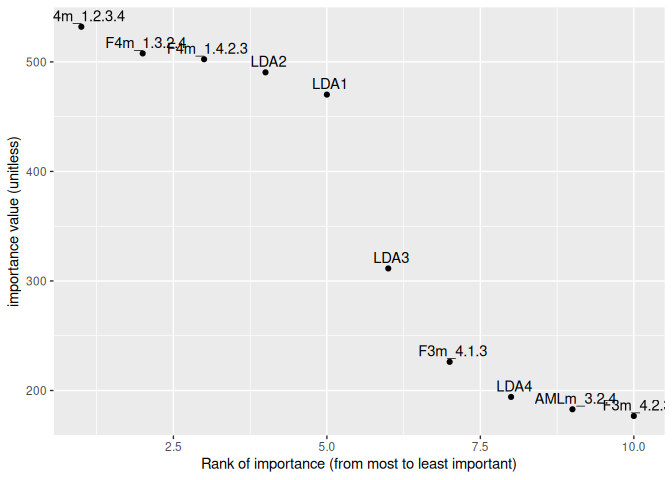 4m_1.2.3.4
F4m_1.3.2.4
F4m_1.4.2.3
LDA2
LDA1
LDA3
F3m_4.1.3
LDA4
AMLm_3.2.4
F3m_4.2.3
500
400
300
200
importance value (unitless)
2.5
5.0
7.5
10.0
Rank of importance (from most to least important)